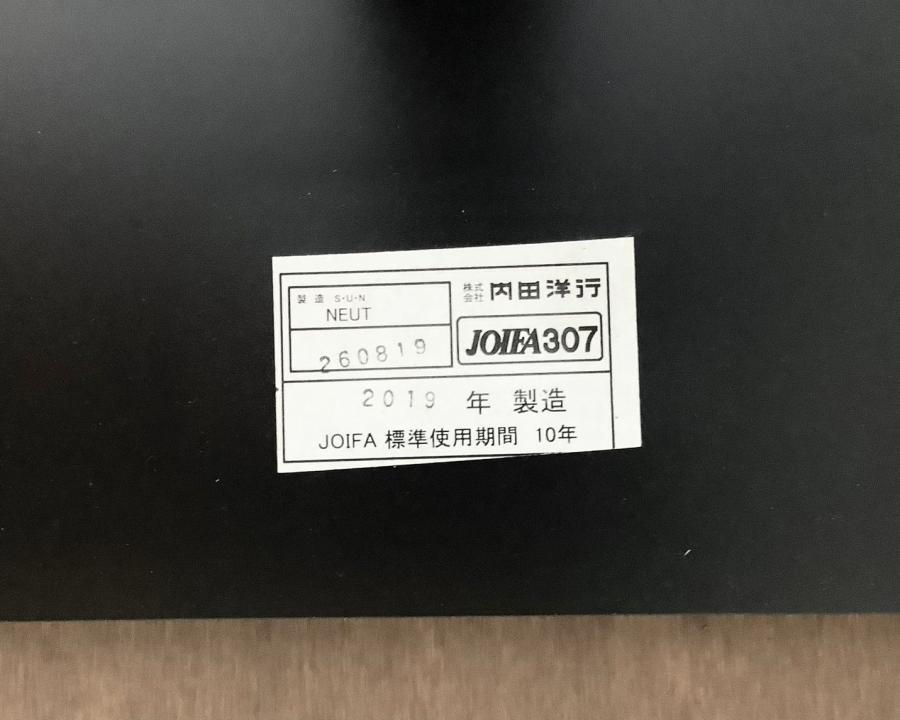 製造 S・U・N
NEUT
260819
株式会社 内田洋行
JOIFA307
2019 年 製造
JOIFA 標準使用期間 10年